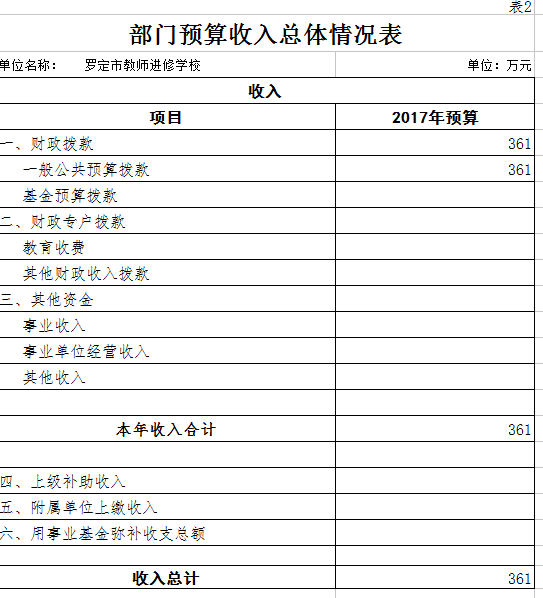 表2
部门预算收入总体情况表
单位名称： 罗定市教师进修学校 单位：万元
收入
项目 2017年预算
一、财政拨款 361
一般公共预算拨款 361
基金预算拨款
二、财政专户拨款
教育收费
其他财政收入拨款
三、其他资金
事业收入
事业单位经营收入
其他收入
本年收入合计 361
四、上级补助收入
五、附属单位上缴收入
六、用事业基金弥补收支总额
收入总计 361